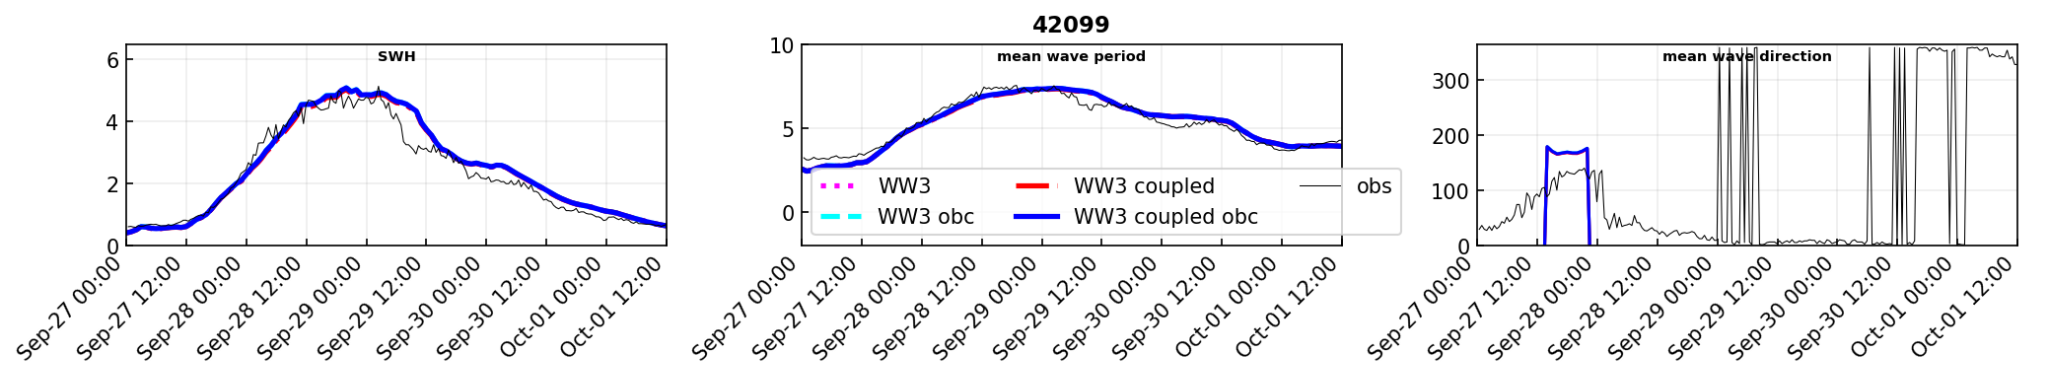 42099
SWH
6
4
2
0
Sep-27 00:00
Sep-27 12:00
Sep-28 00:00
Sep-28 12:00
Sep-29 00:00
Sep-29 12:00
Sep-30 00:00
Sep-30 12:00
Oct-01 00:00
Oct-01 12:00
mean wave period
10
5
0
WW3
WW3 coupled
obs
WW3 obc
WW3 coupled obc
Sep-27 00:00
Sep-27 12:00
Sep-28 00:00
Sep-28 12:00
Sep-29 00:00
Sep-29 12:00
Sep-30 00:00
Sep-30 12:00
Oct-01 00:00
Oct-01 12:00
mean wave direction
300
200
100
0
Sep-27 00:00
Sep-27 12:00
Sep-28 00:00
Sep-28 12:00
Sep-29 00:00
Sep-29 12:00
Sep-30 00:00
Sep-30 12:00
Oct-01 00:00
Oct-01 12:00